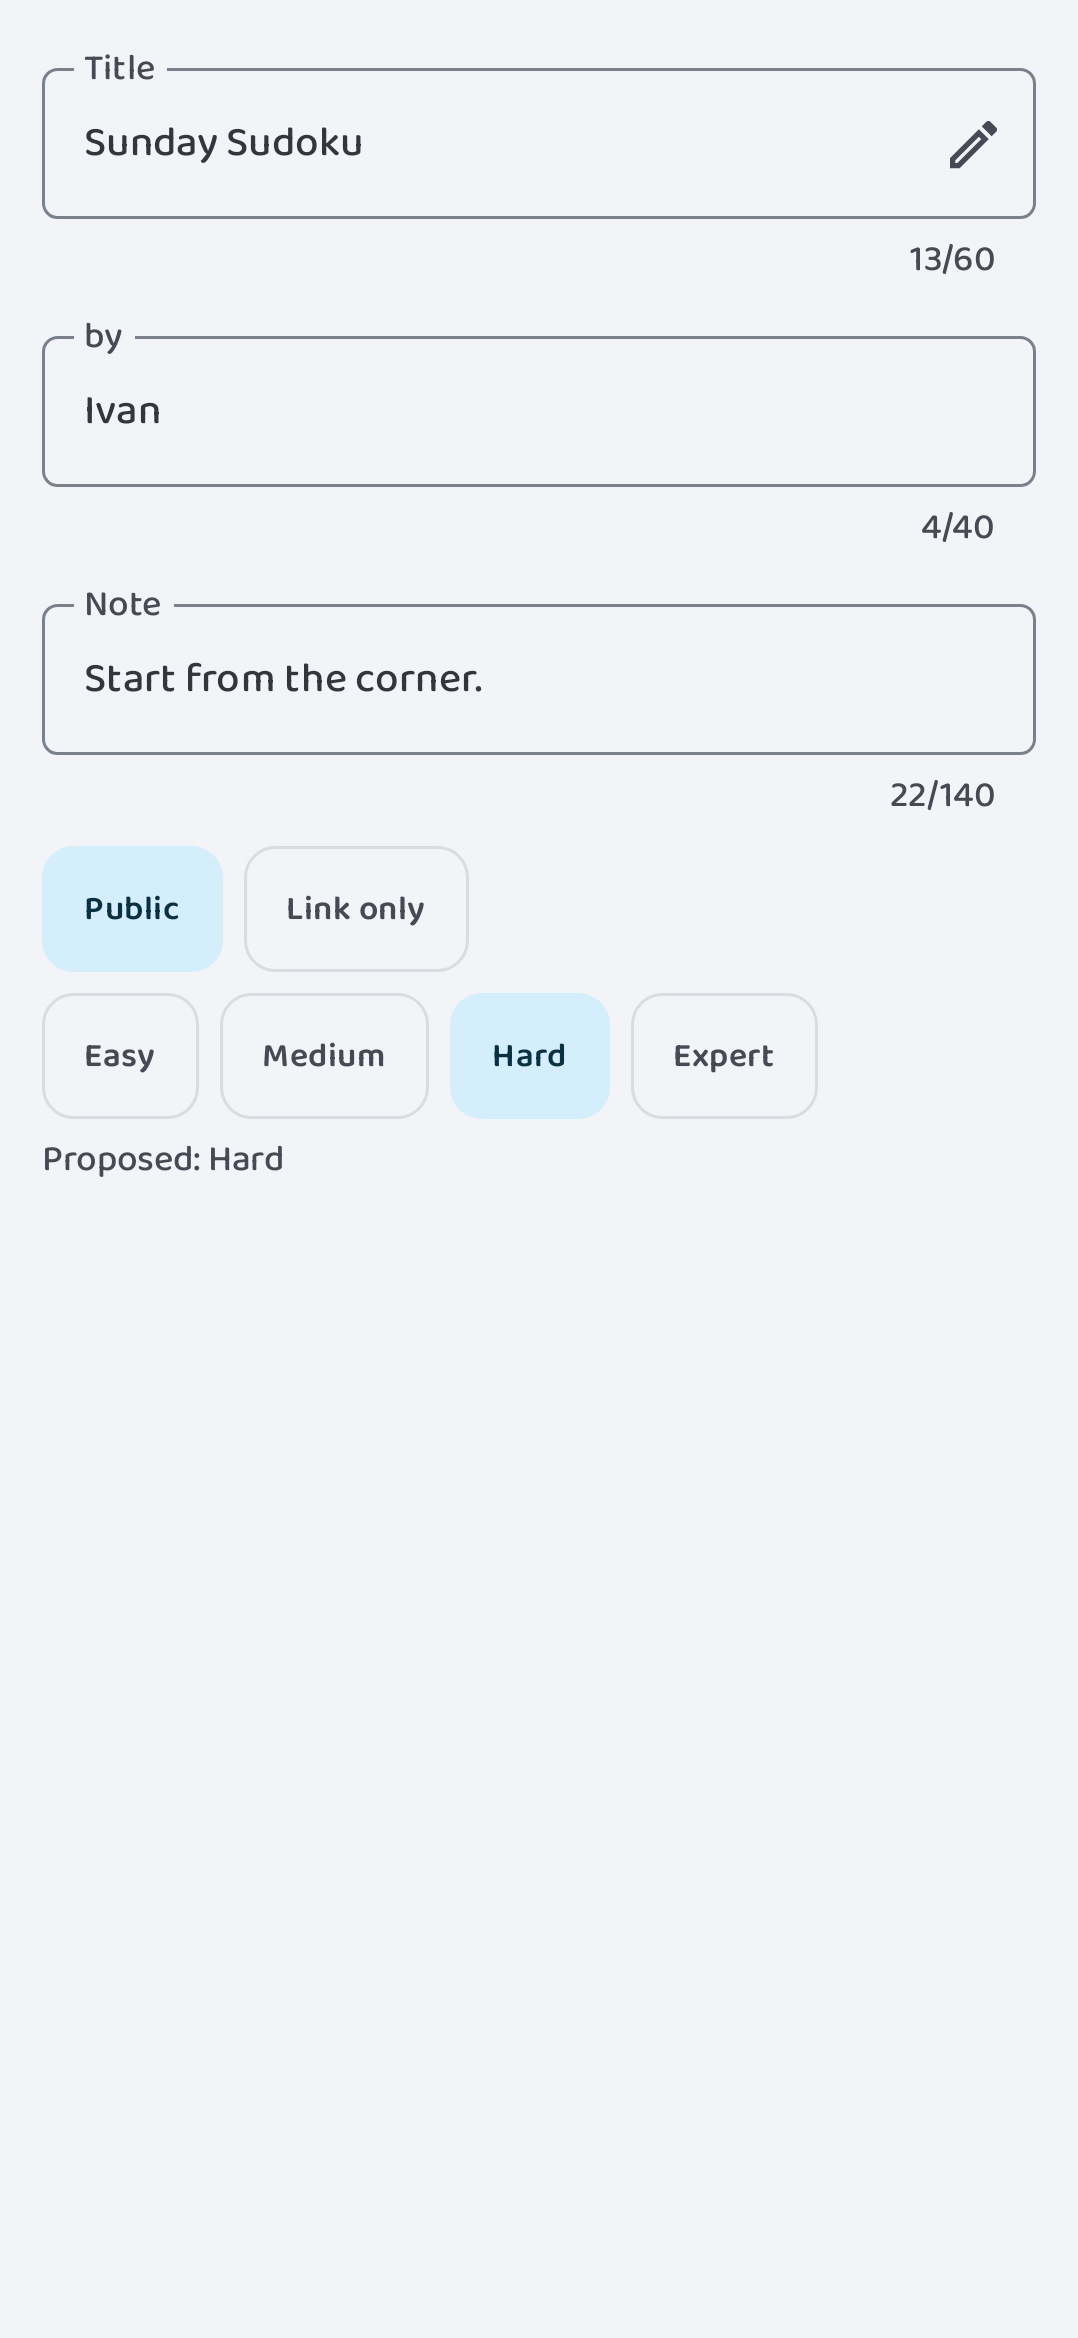 Title
Sunday Sudoku
13/60
by
Ivan
4/40
Note
Start from the corner.
22/140
Public Link only
Easy Medium Hard Expert
Proposed: Hard